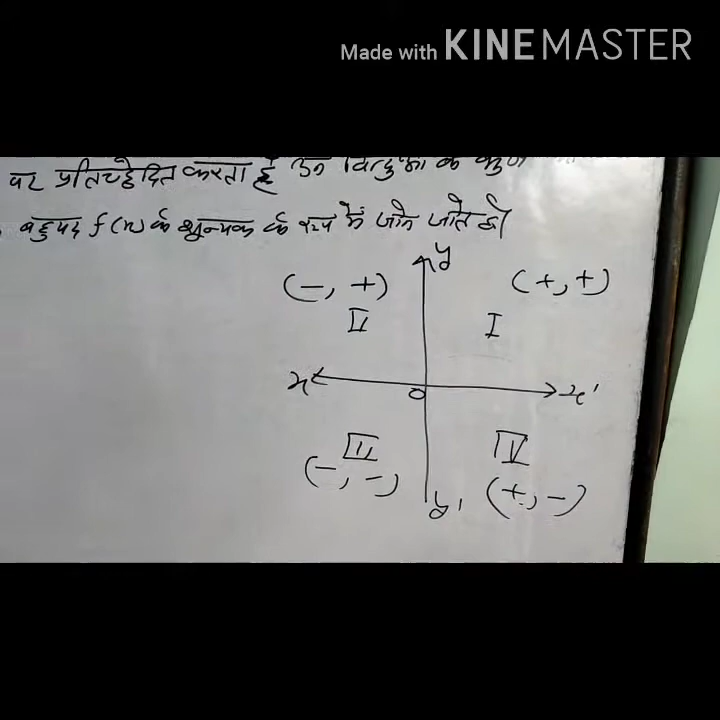 Made with KINEMASTER
पर प्रतिच्छेदित करता है उन
बहुपद f(x) के शून्यक के रूप में जाने जाते है।
y
(-, +) (+, +)
II I
x x'
O
III IV
(-, -) (+, -)
y'